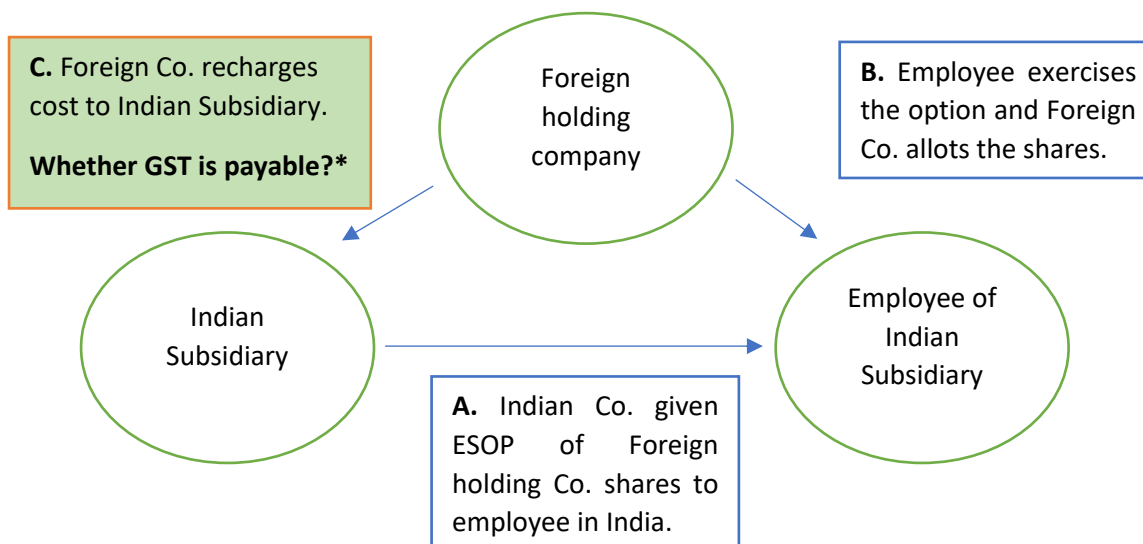 C. Foreign Co. recharges
cost to Indian Subsidiary.
Whether GST is payable?*
Foreign
holding
company
B. Employee exercises
the option and Foreign
Co. allots the shares.
Indian
Subsidiary
Employee of
Indian
Subsidiary
A. Indian Co. given
ESOP of Foreign
holding Co. shares to
employee in India.